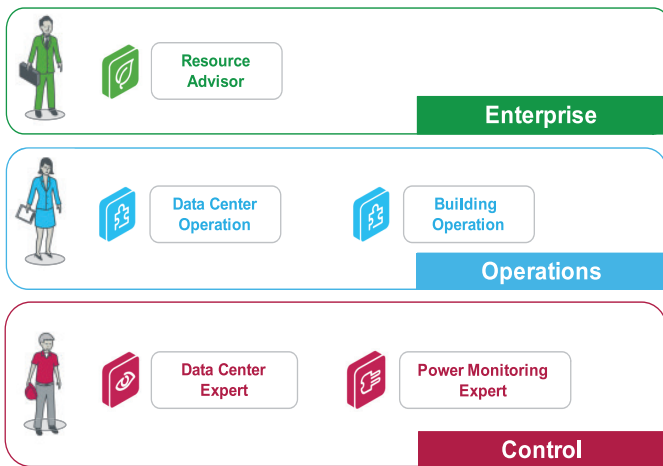 Resource
Advisor
Enterprise
Data Center
Operation
Building
Operation
Operations
Data Center
Expert
Power Monitoring
Expert
Control